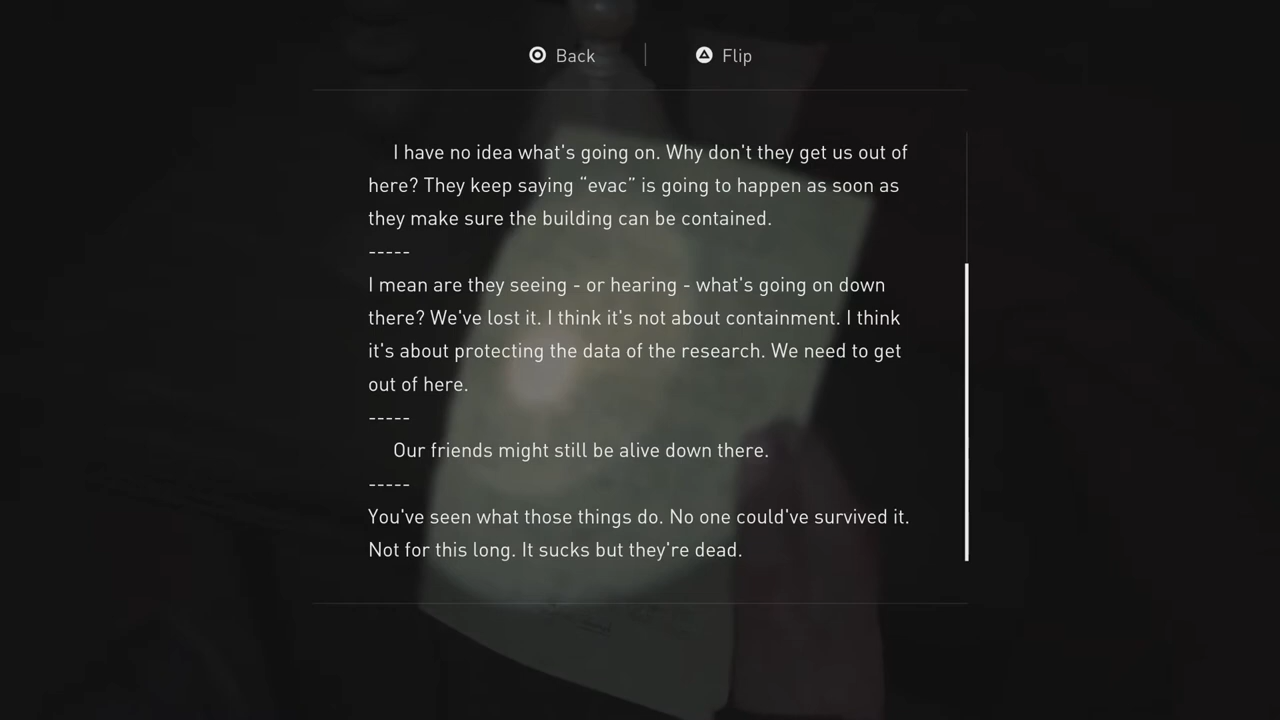 Back | Flip
I have no idea what's going on. Why don't they get us out of
here? They keep saying “evac” is going to happen as soon as
they make sure the building can be contained.
-----
I mean are they seeing - or hearing - what's going on down
there? We've lost it. I think it's not about containment. I think
it's about protecting the data of the research. We need to get
out of here.
-----
Our friends might still be alive down there.
-----
You've seen what those things do. No one could've survived it.
Not for this long. It sucks but they're dead.